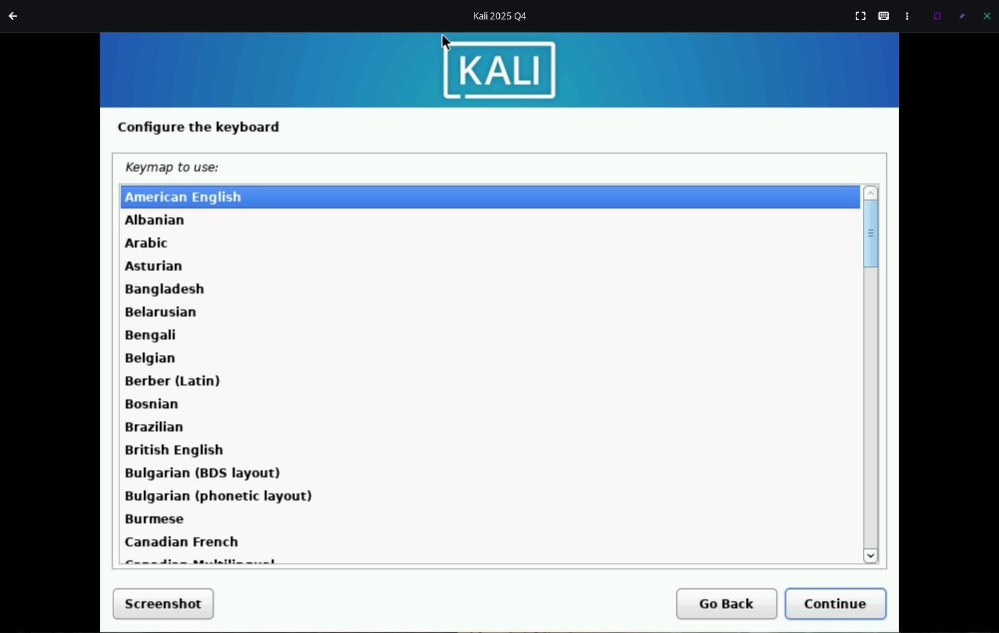 Kali 2025 Q4
KALI
Configure the keyboard
Keymap to use:
American English
Albanian
Arabic
Asturian
Bangladesh
Belarusian
Bengali
Belgian
Berber (Latin)
Bosnian
Brazilian
British English
Bulgarian (BDS layout)
Bulgarian (phonetic layout)
Burmese
Canadian French
Canadian Multilingual
Screenshot
Go Back
Continue